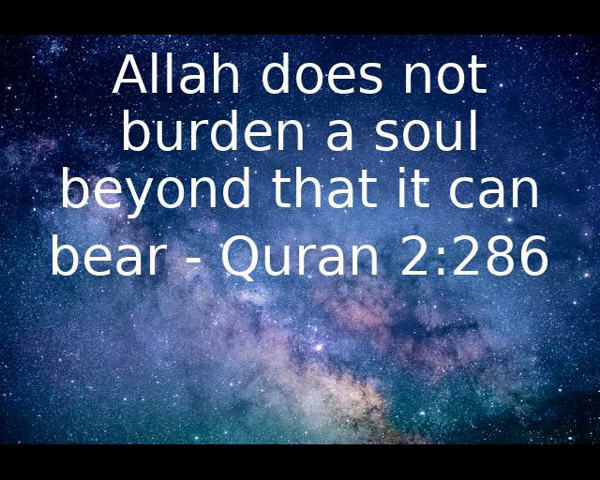 Allah does not
burden a soul
beyond that it can
bear - Quran 2:286